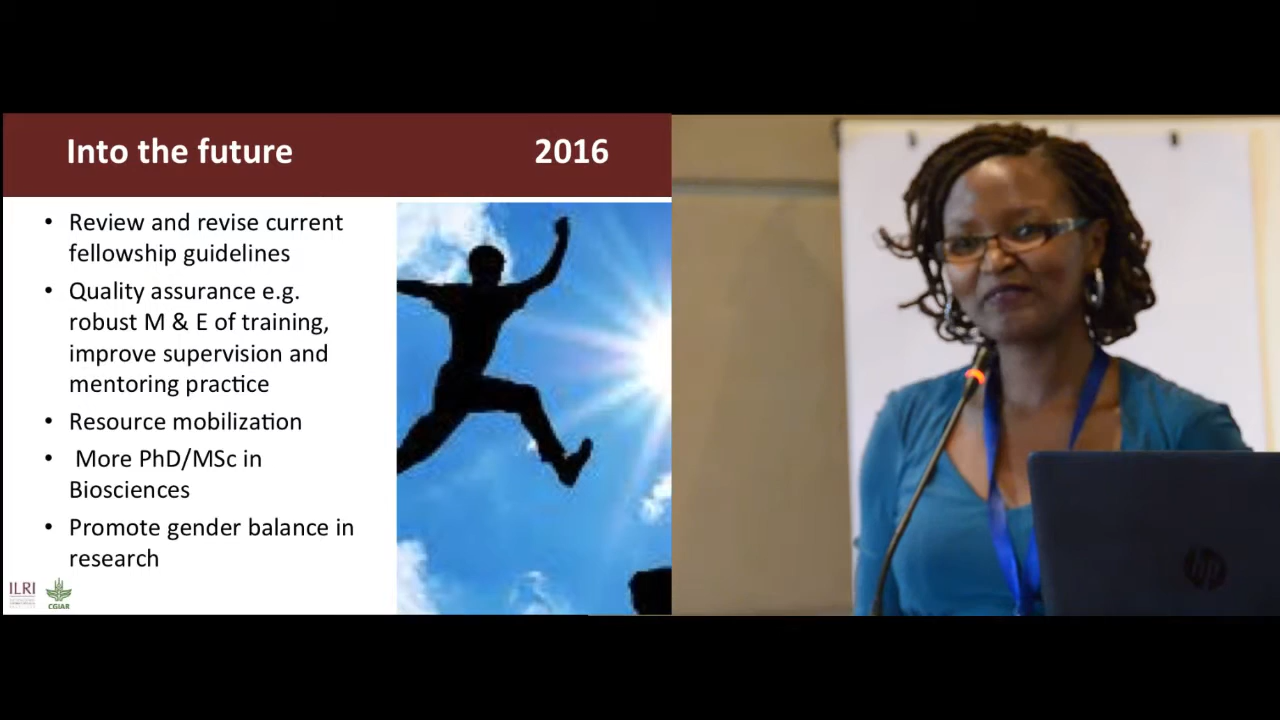 Into the future 2016
• Review and revise current
fellowship guidelines
• Quality assurance e.g.
robust M & E of training,
improve supervision and
mentoring practice
• Resource mobilization
• More PhD/MSc in
Biosciences
• Promote gender balance in
research
ILRI
CGIAR
hp